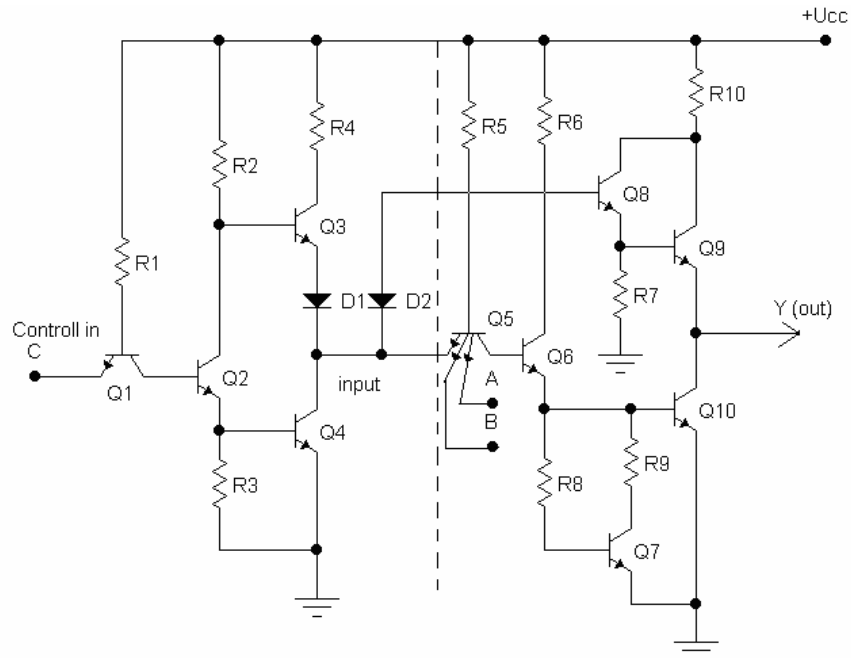 +Ucc
R10
R4
R5
R6
R2
Q8
Q3
Q9
R1
R7
D1
D2
Y (out)
Q5
Controll in
C
Q6
Q1
Q2
input
A
Q4
B
Q10
R3
R8
R9
Q7